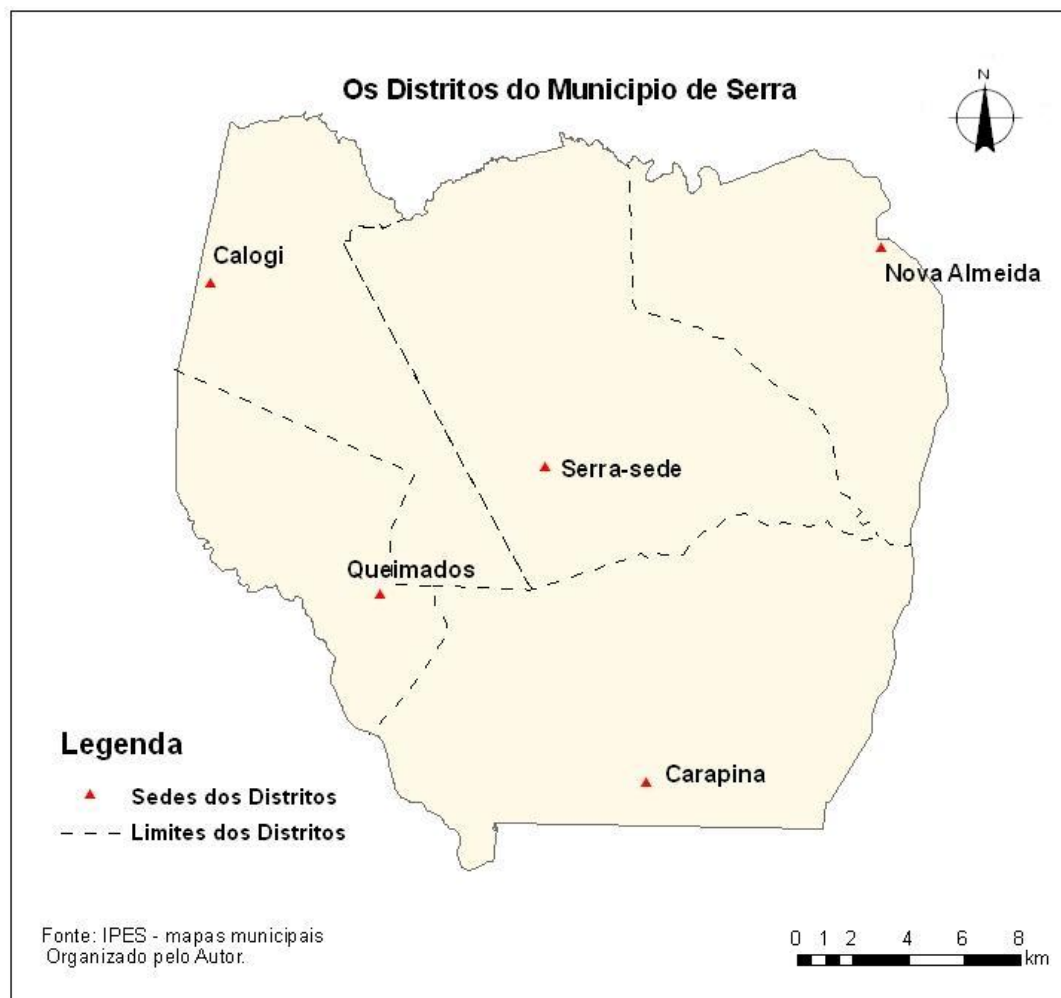 Os Distritos do Municipio de Serra
N
Calogi
Nova Almeida
Serra-sede
Queimados
Carapina
Legenda
Sedes dos Distritos
Limites dos Distritos
Fonte: IPES - mapas municipais
Organizado pelo Autor.
0 1 2 4 6 8
km